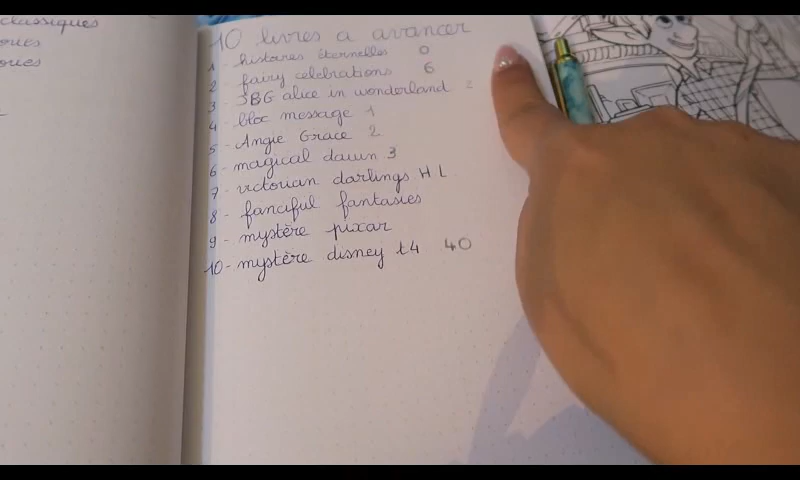 classiques
10 livres a avancer
1 - histoires éternelles 0
2 - fairy celebrations 6
3 - JBG alice in wonderland 2
4 - bloc message 1
5 - Angie Grace 2
6 - magical dawn 3
7 - victorian darlings H L
8 - fanciful fantasies
9 - mystère pixar
10 - mystère disney t4 40